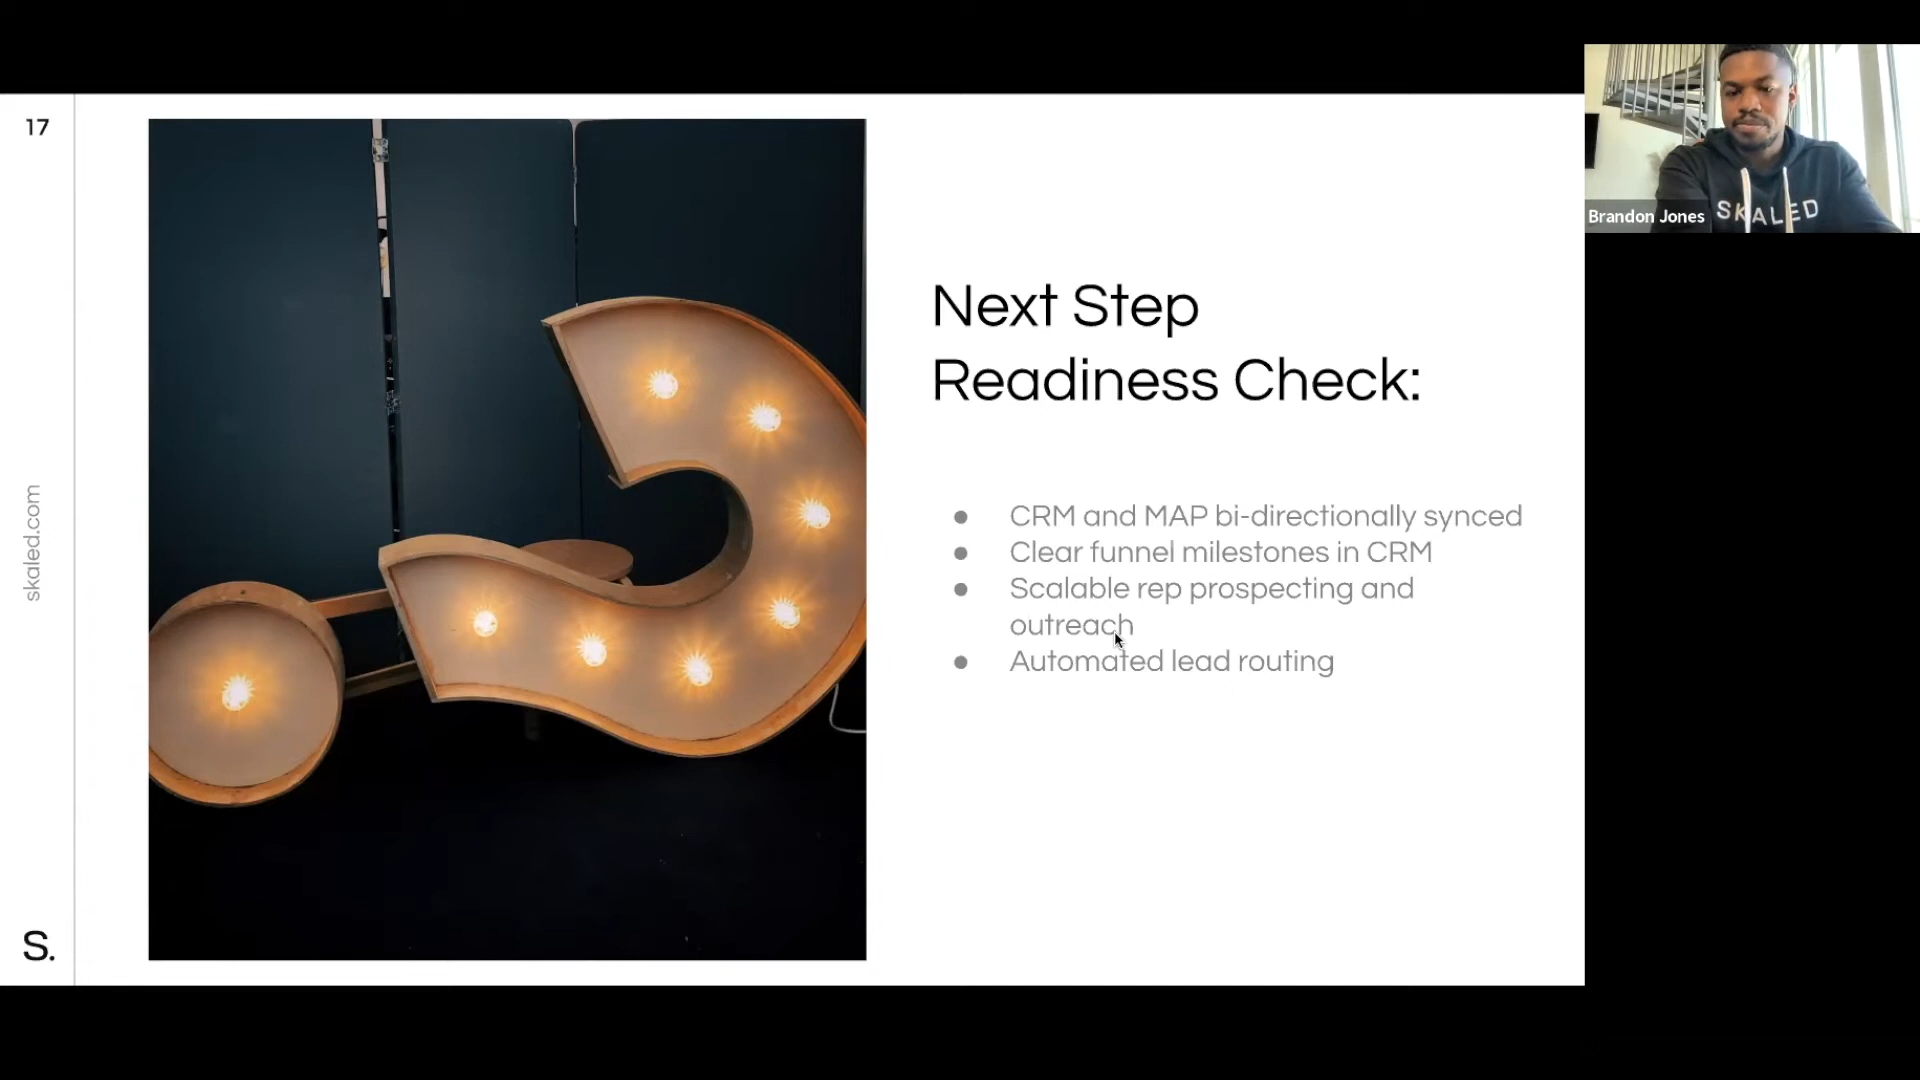 17
Next Step
Readiness Check:
● CRM and MAP bi-directionally synced
● Clear funnel milestones in CRM
● Scalable rep prospecting and
outreach
● Automated lead routing
skaled.com
S.
Brandon Jones
SKALED